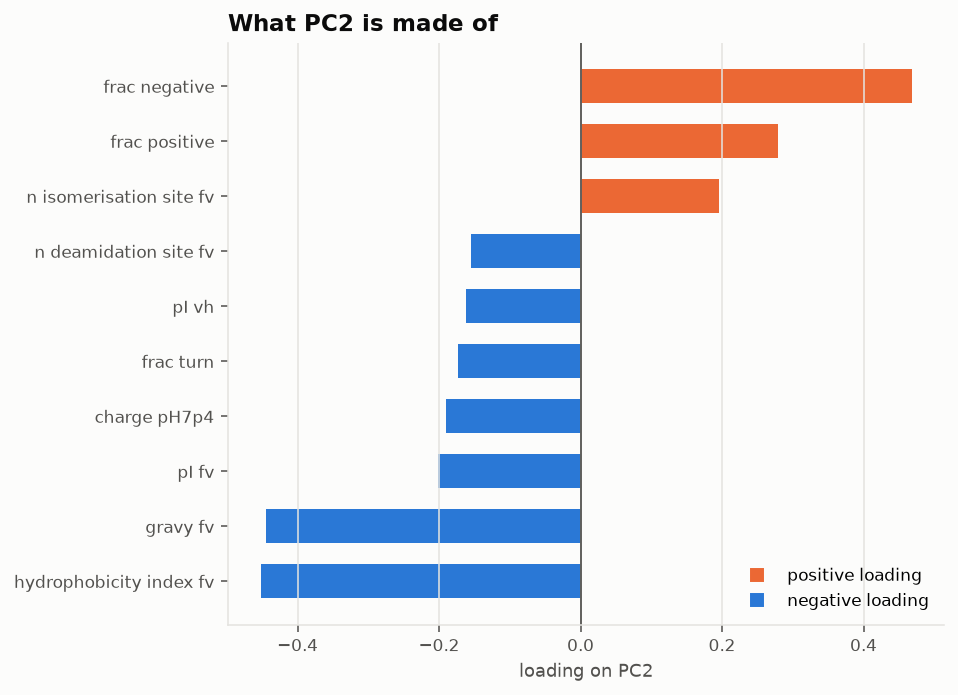 What PC2 is made of
frac negative
frac positive
n isomerisation site fv
n deamidation site fv
pI vh
frac turn
charge pH7p4
pI fv
gravy fv
hydrophobicity index fv
positive loading
negative loading
−0.4 −0.2 0.0 0.2 0.4
loading on PC2